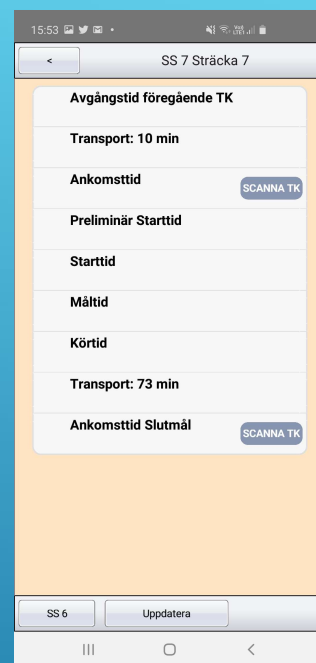 15:53
<
SS 7 Sträcka 7
Avgångstid föregående TK
Transport: 10 min
Ankomsttid
SCANNA TK
Preliminär Starttid
Starttid
Måltid
Körtid
Transport: 73 min
Ankomsttid Slutmål
SCANNA TK
SS 6
Uppdatera